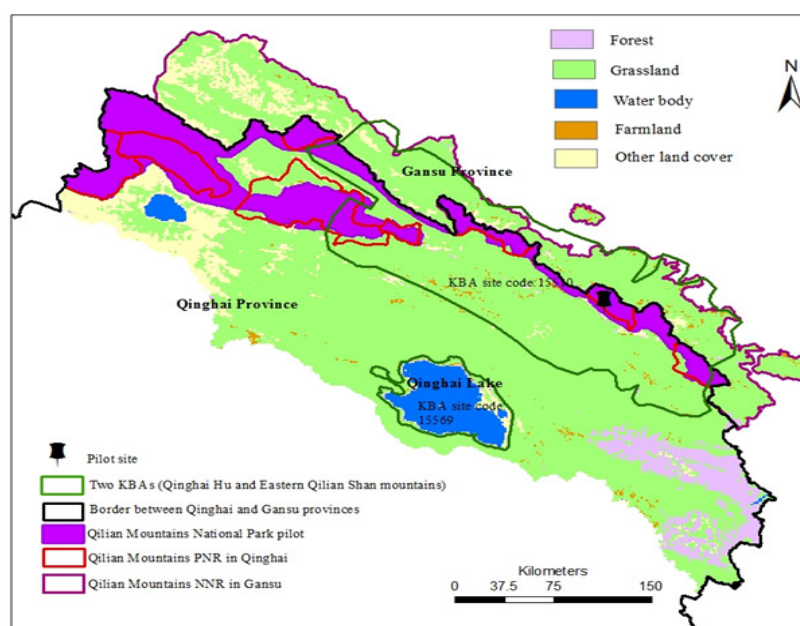 Forest
Grassland
Water body
Farmland
Other land cover
N
Gansu Province
KBA site code:
Qinghai Province
Qinghai Lake
KBA site code
15569
Pilot site
Two KBAs (Qinghai Hu and Eastern Qilian Shan mountains)
Border between Qinghai and Gansu provinces
Qilian Mountains National Park pilot
Qilian Mountains PNR in Qinghai
Qilian Mountains NNR in Gansu
Kilometers
0 37.5 75 150